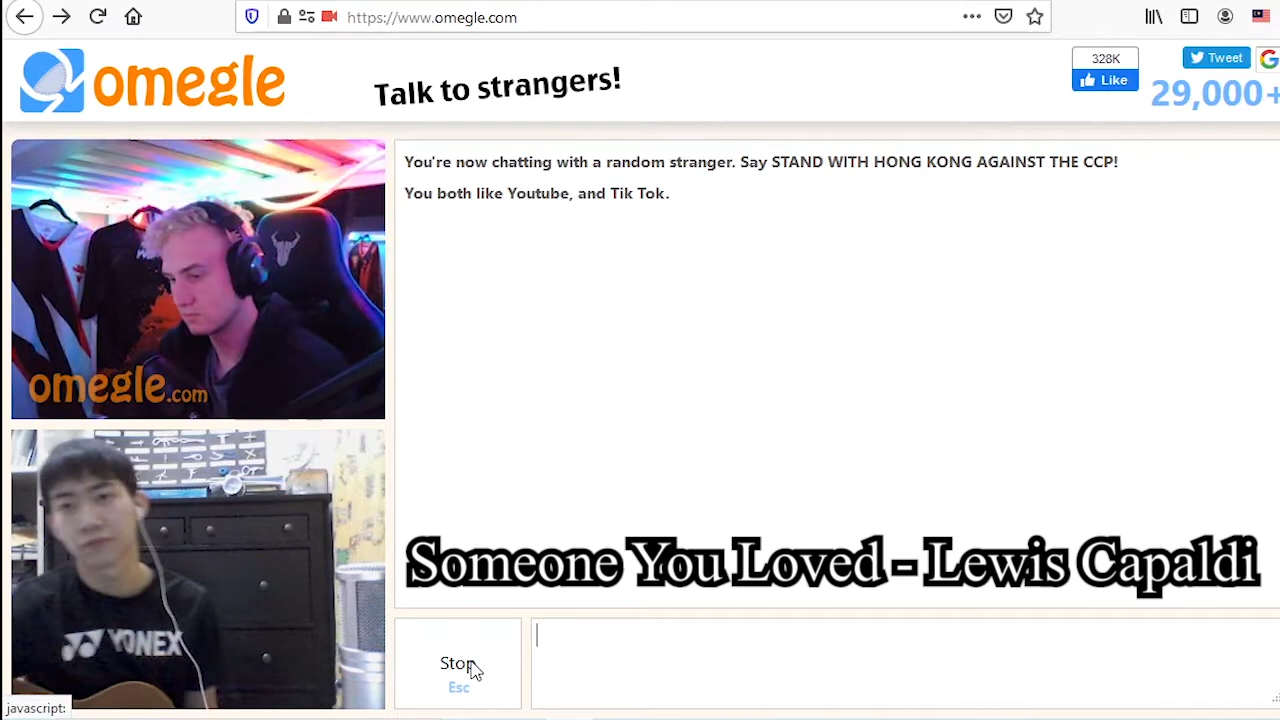 https://www.omegle.com
omegle
Talk to strangers!
328K
Like
Tweet
29,000+
You're now chatting with a random stranger. Say STAND WITH HONG KONG AGAINST THE CCP!
You both like Youtube, and Tik Tok.
omegle.com
Someone You Loved - Lewis Capaldi
YONEX
Stop
Esc
javascript: